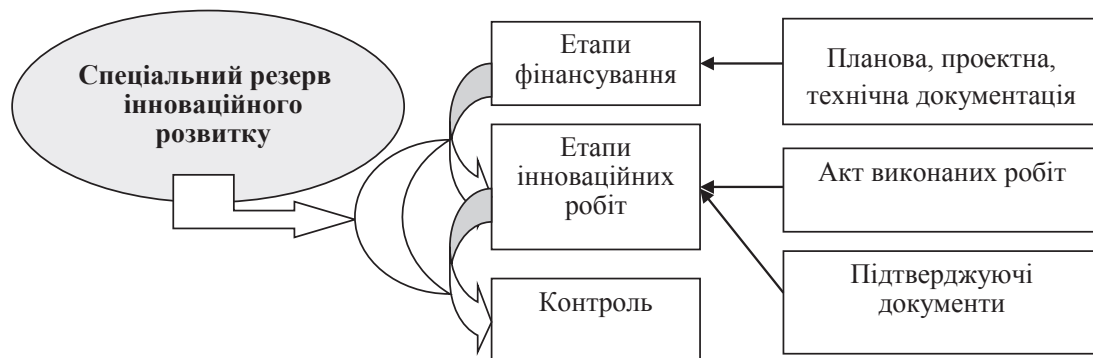 Спеціальний резерв
інноваційного
розвитку
Етапи
фінансування
Етапи
інноваційних
робіт
Контроль
Планова, проектна,
технічна документація
Акт виконаних робіт
Підтверджуючі
документи